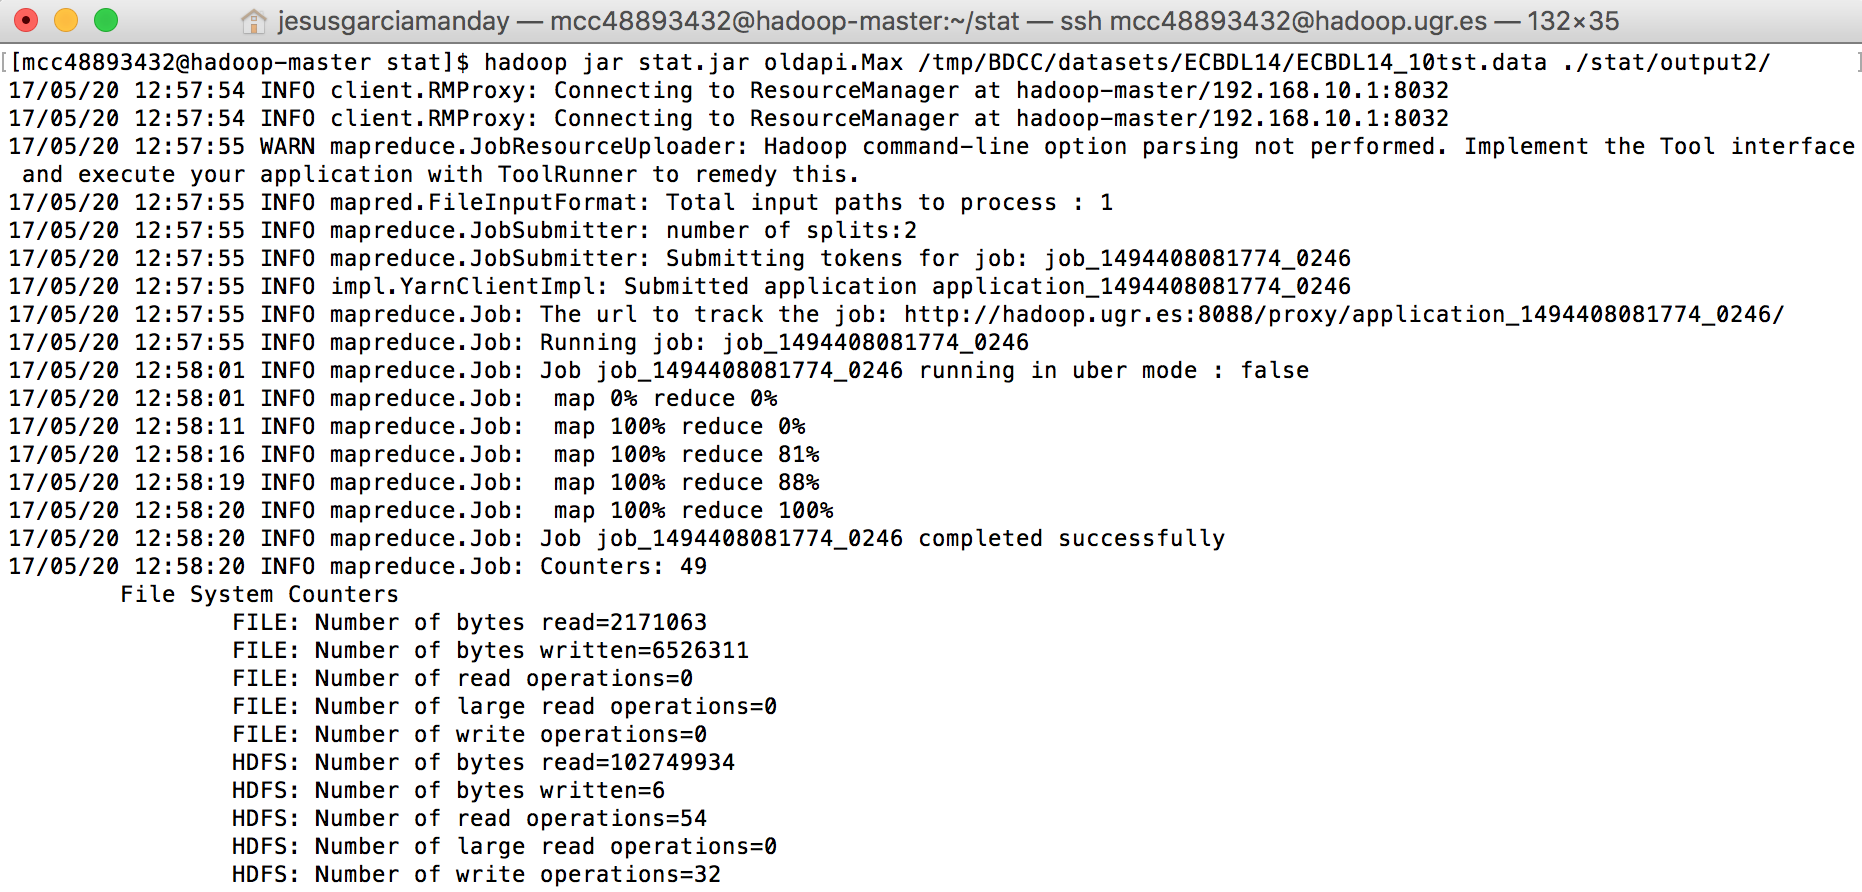 jesusgarciamanday — mcc48893432@hadoop-master:~/stat — ssh mcc48893432@hadoop.ugr.es — 132×35
[[mcc48893432@hadoop-master stat]$ hadoop jar stat.jar oldapi.Max /tmp/BDCC/datasets/ECBDL14/ECBDL14_10tst.data ./stat/output2/ ]
17/05/20 12:57:54 INFO client.RMProxy: Connecting to ResourceManager at hadoop-master/192.168.10.1:8032
17/05/20 12:57:54 INFO client.RMProxy: Connecting to ResourceManager at hadoop-master/192.168.10.1:8032
17/05/20 12:57:55 WARN mapreduce.JobResourceUploader: Hadoop command-line option parsing not performed. Implement the Tool interface
 and execute your application with ToolRunner to remedy this.
17/05/20 12:57:55 INFO mapred.FileInputFormat: Total input paths to process : 1
17/05/20 12:57:55 INFO mapreduce.JobSubmitter: number of splits:2
17/05/20 12:57:55 INFO mapreduce.JobSubmitter: Submitting tokens for job: job_1494408081774_0246
17/05/20 12:57:55 INFO impl.YarnClientImpl: Submitted application application_1494408081774_0246
17/05/20 12:57:55 INFO mapreduce.Job: The url to track the job: http://hadoop.ugr.es:8088/proxy/application_1494408081774_0246/
17/05/20 12:57:55 INFO mapreduce.Job: Running job: job_1494408081774_0246
17/05/20 12:58:01 INFO mapreduce.Job: Job job_1494408081774_0246 running in uber mode : false
17/05/20 12:58:01 INFO mapreduce.Job:  map 0% reduce 0%
17/05/20 12:58:11 INFO mapreduce.Job:  map 100% reduce 0%
17/05/20 12:58:16 INFO mapreduce.Job:  map 100% reduce 81%
17/05/20 12:58:19 INFO mapreduce.Job:  map 100% reduce 88%
17/05/20 12:58:20 INFO mapreduce.Job:  map 100% reduce 100%
17/05/20 12:58:20 INFO mapreduce.Job: Job job_1494408081774_0246 completed successfully
17/05/20 12:58:20 INFO mapreduce.Job: Counters: 49
        File System Counters
                FILE: Number of bytes read=2171063
                FILE: Number of bytes written=6526311
                FILE: Number of read operations=0
                FILE: Number of large read operations=0
                FILE: Number of write operations=0
                HDFS: Number of bytes read=102749934
                HDFS: Number of bytes written=6
                HDFS: Number of read operations=54
                HDFS: Number of large read operations=0
                HDFS: Number of write operations=32